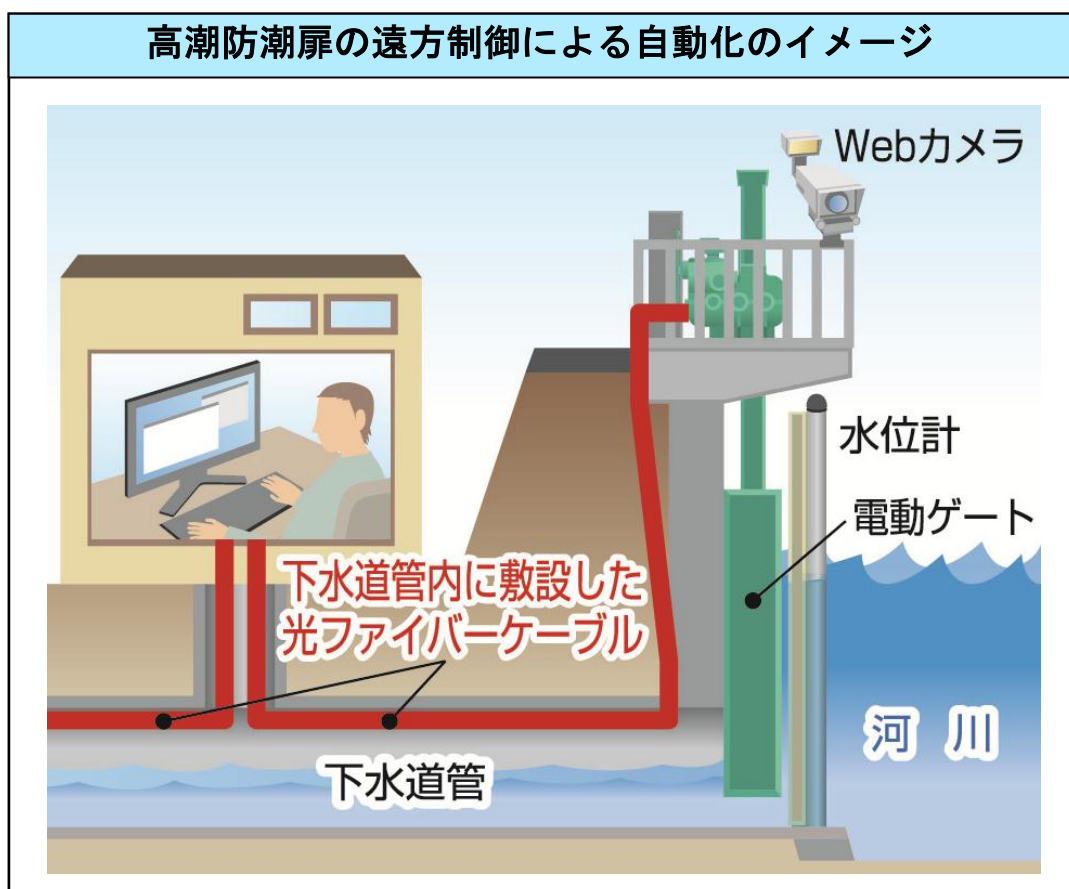 高潮防潮扉の遠方制御による自動化のイメージ
Webカメラ
水位計
電動ゲート
下水道管内に敷設した
光ファイバーケーブル
河 川
下水道管